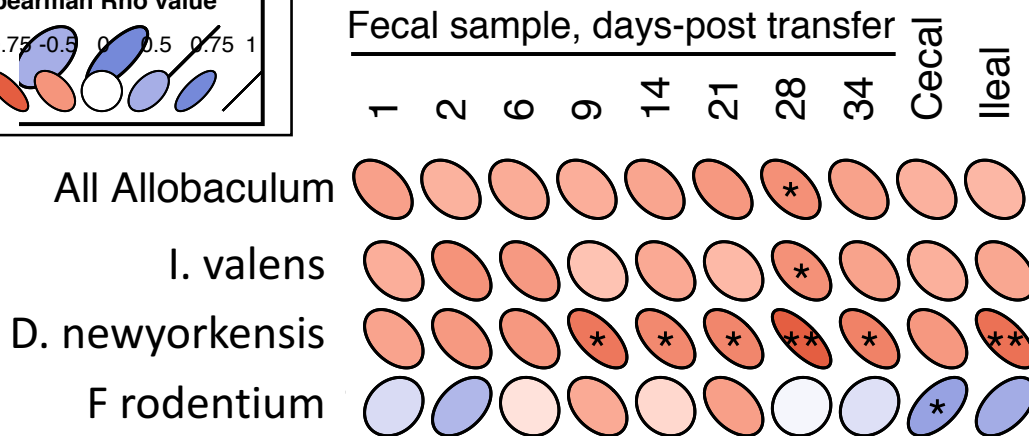 pearman Rho value
.75 -0.5 0 0.5 0.75 1
Fecal sample, days-post transfer
1 2 6 9 14 21 28 34 Cecal Ileal
All Allobaculum *
I. valens *
D. newyorkensis * * * ** * **
F rodentium *